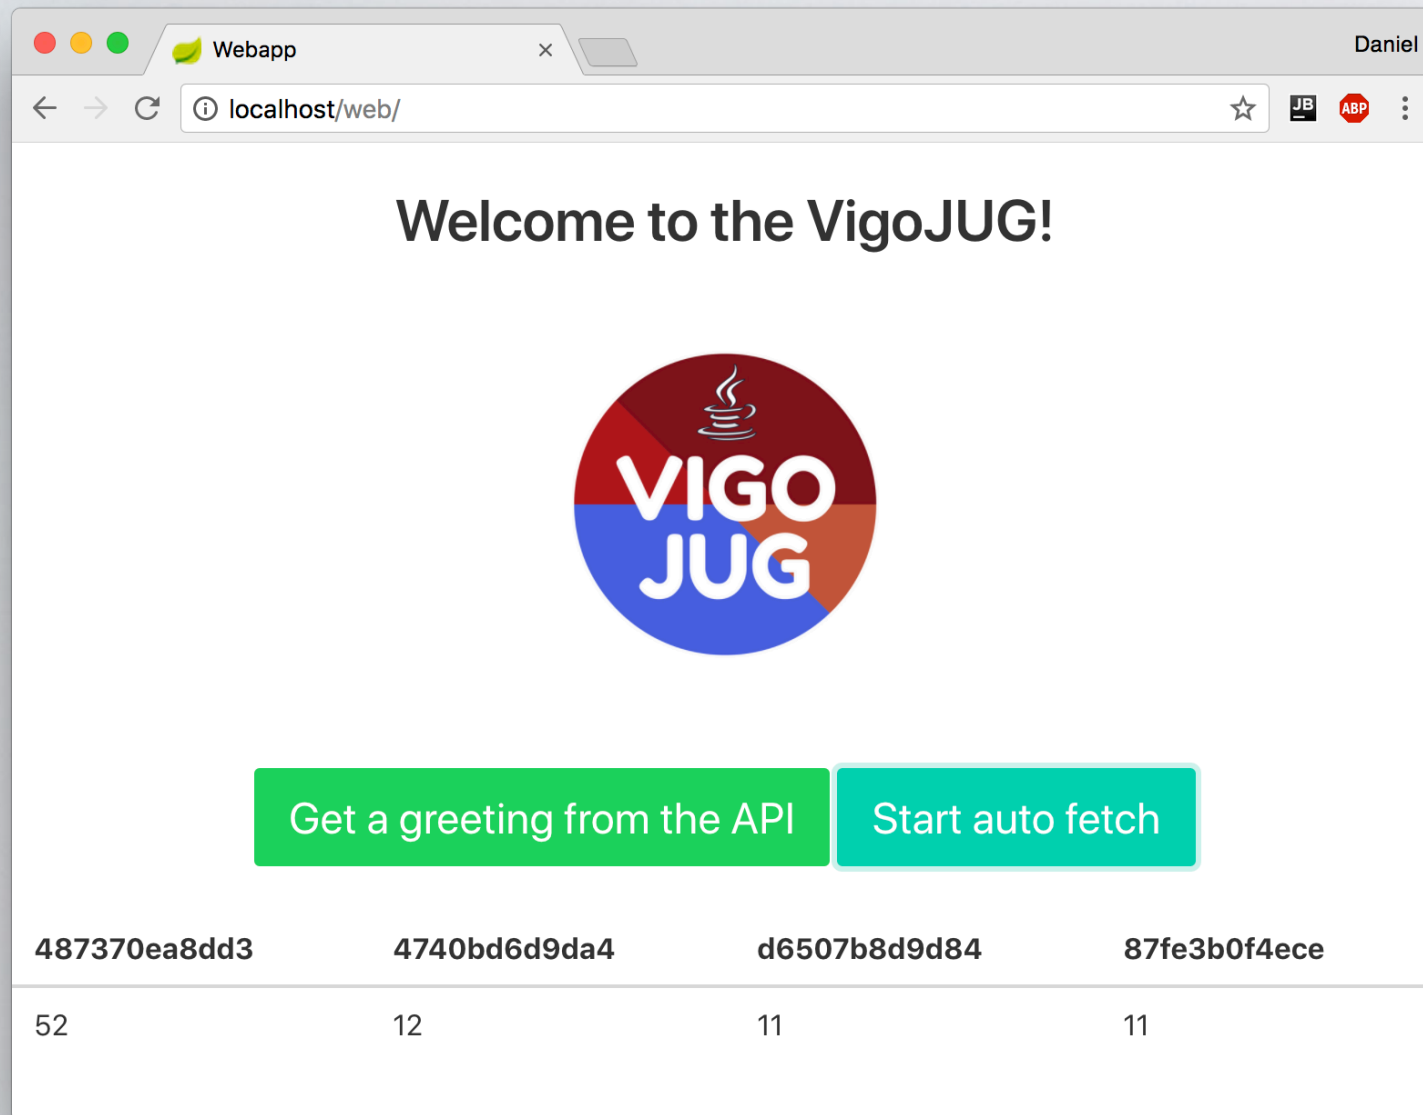 Webapp
Daniel
localhost/web/
JB
ABP
Welcome to the VigoJUG!
VIGO
JUG
Get a greeting from the API
Start auto fetch
487370ea8dd3 4740bd6d9da4 d6507b8d9d84 87fe3b0f4ece
52 12 11 11